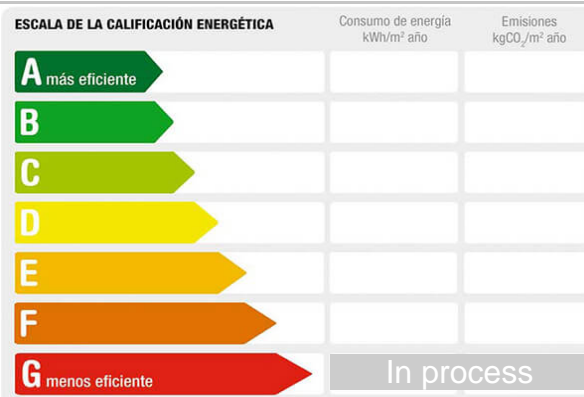 ESCALA DE LA CALIFICACIÓN ENERGÉTICA
Consumo de energía
kWh/m² año
Emisiones
kgCO₂/m² año
A más eficiente
B
C
D
E
F
G menos eficiente
In process